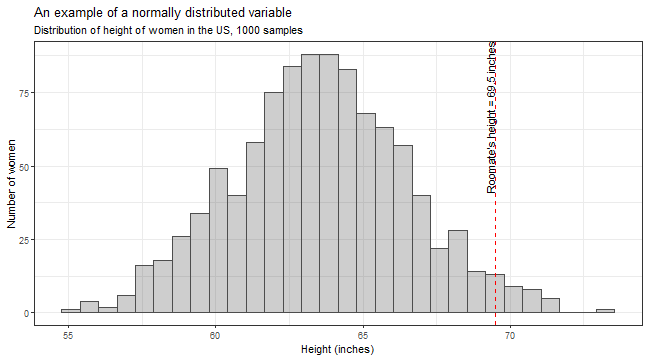 An example of a normally distributed variable
Distribution of height of women in the US, 1000 samples
Number of women
75
50
25
0
Roomate's height = 69.5 inches
55
60
65
70
Height (inches)